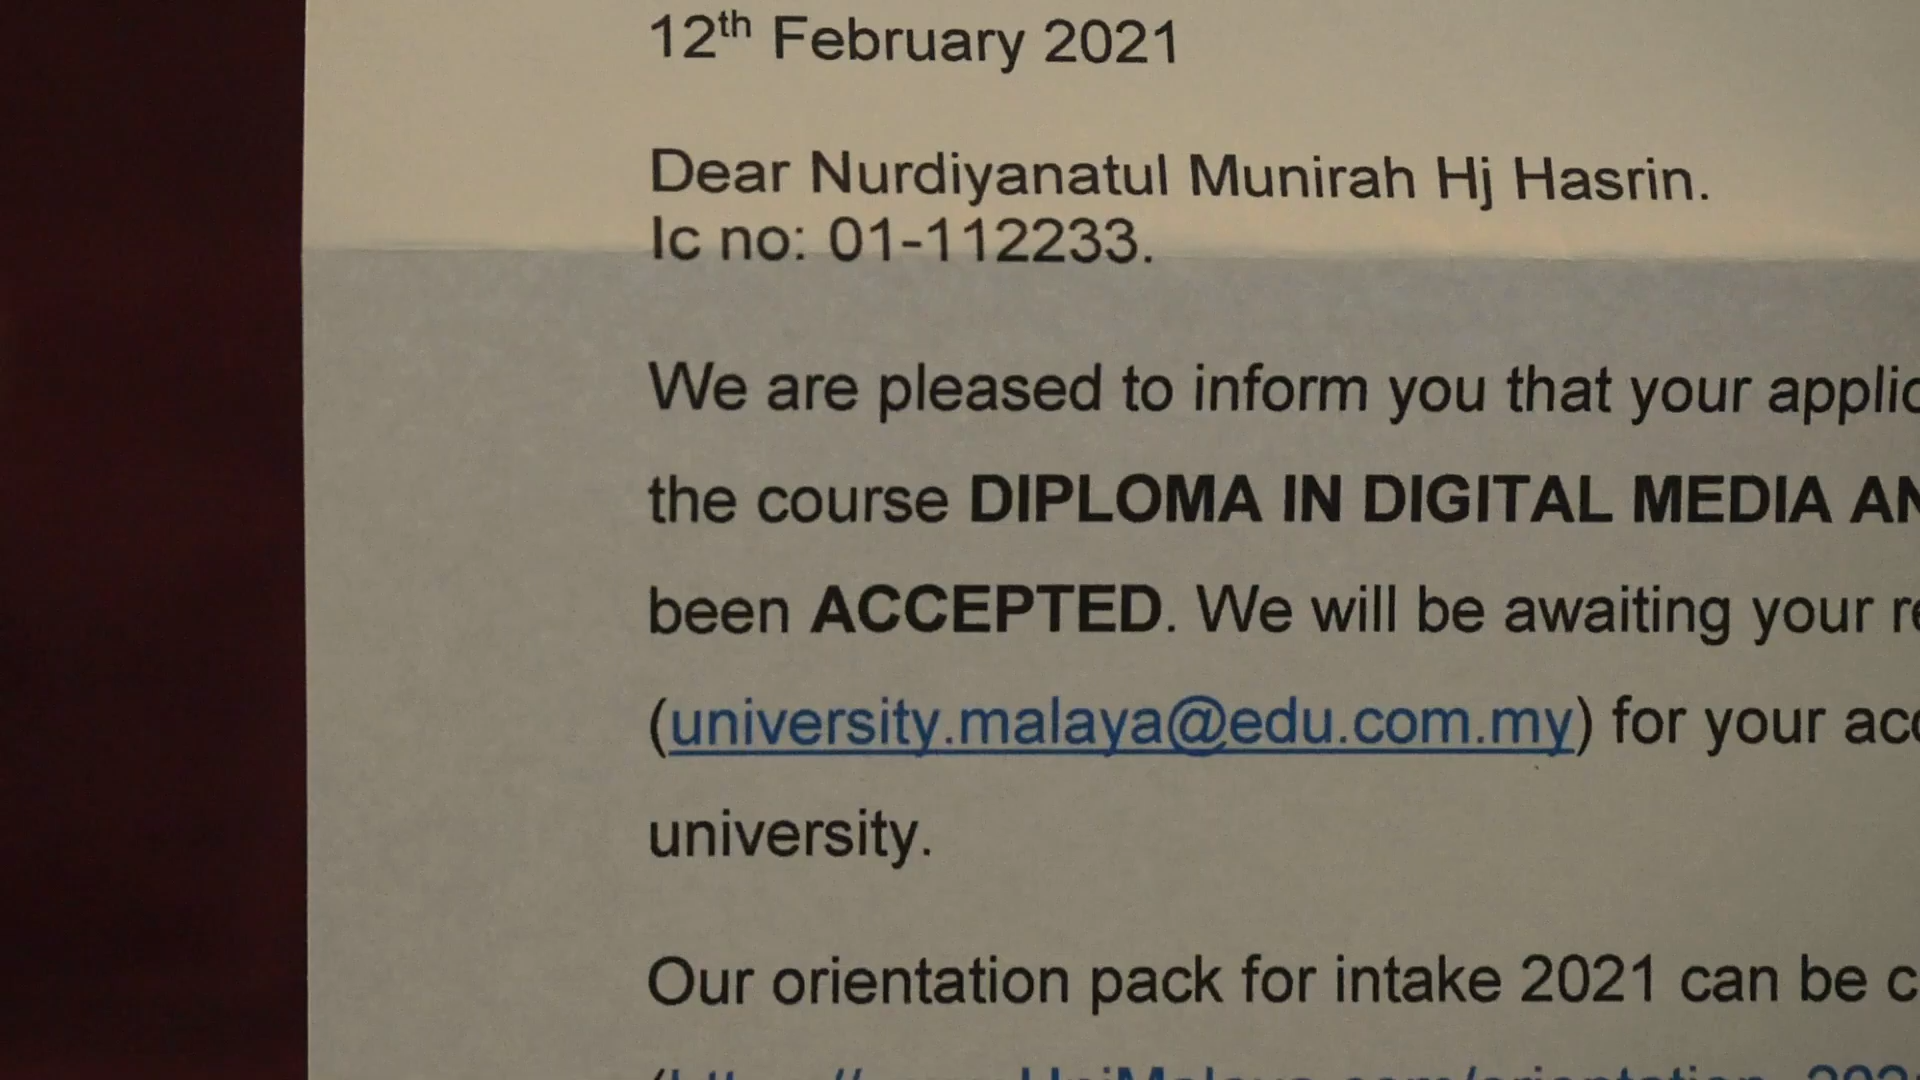 12th February 2021
Dear Nurdiyanatul Munirah Hj Hasrin.
Ic no: 01-112233.
We are pleased to inform you that your applic
the course DIPLOMA IN DIGITAL MEDIA AN
been ACCEPTED. We will be awaiting your re
(university.malaya@edu.com.my) for your acc
university.
Our orientation pack for intake 2021 can be c